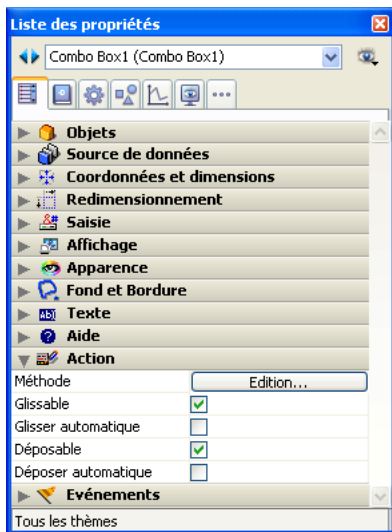 Liste des propriétés
Combo Box1 (Combo Box1)
Objets
Source de données
Coordonnées et dimensions
Redimensionnement
Saisie
Affichage
Apparence
Fond et Bordure
Texte
Aide
Action
Méthode Edition...
Glissable
Glisser automatique
Déposable
Déposer automatique
Evénements
Tous les thèmes